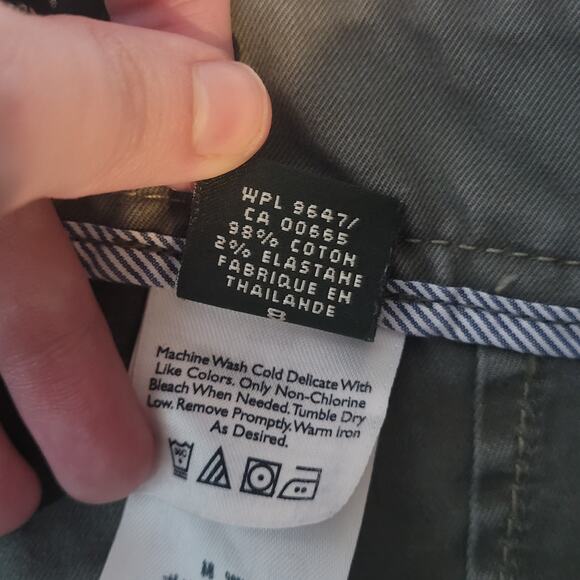 WPL 9647/
CA 00665
98% COTON
2% ELASTANE
FABRIQUE EN
THAILANDE
8
Machine Wash Cold Delicate With
Like Colors. Only Non-Chlorine
Bleach When Needed. Tumble Dry
Low. Remove Promptly. Warm Iron
As Desired.